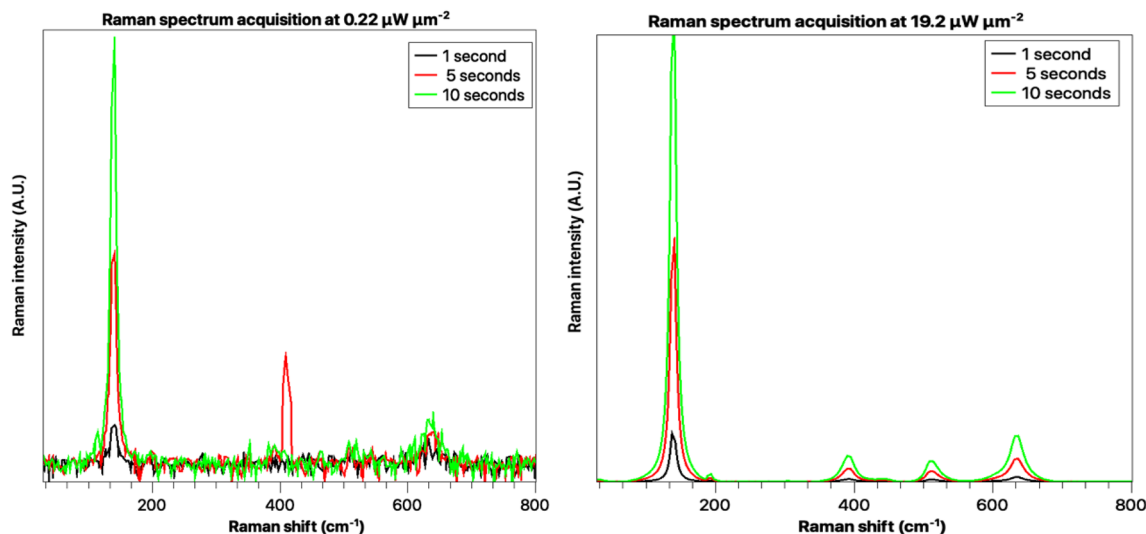 Raman spectrum acquisition at 0.22 μW μm⁻²
1 second
5 seconds
10 seconds
Raman intensity (A.U.)
200
400
600
800
Raman shift (cm⁻¹)
Raman spectrum acquisition at 19.2 μW μm⁻²
1 second
5 seconds
10 seconds
Raman intensity (A.U.)
200
400
600
800
Raman shift (cm⁻¹)